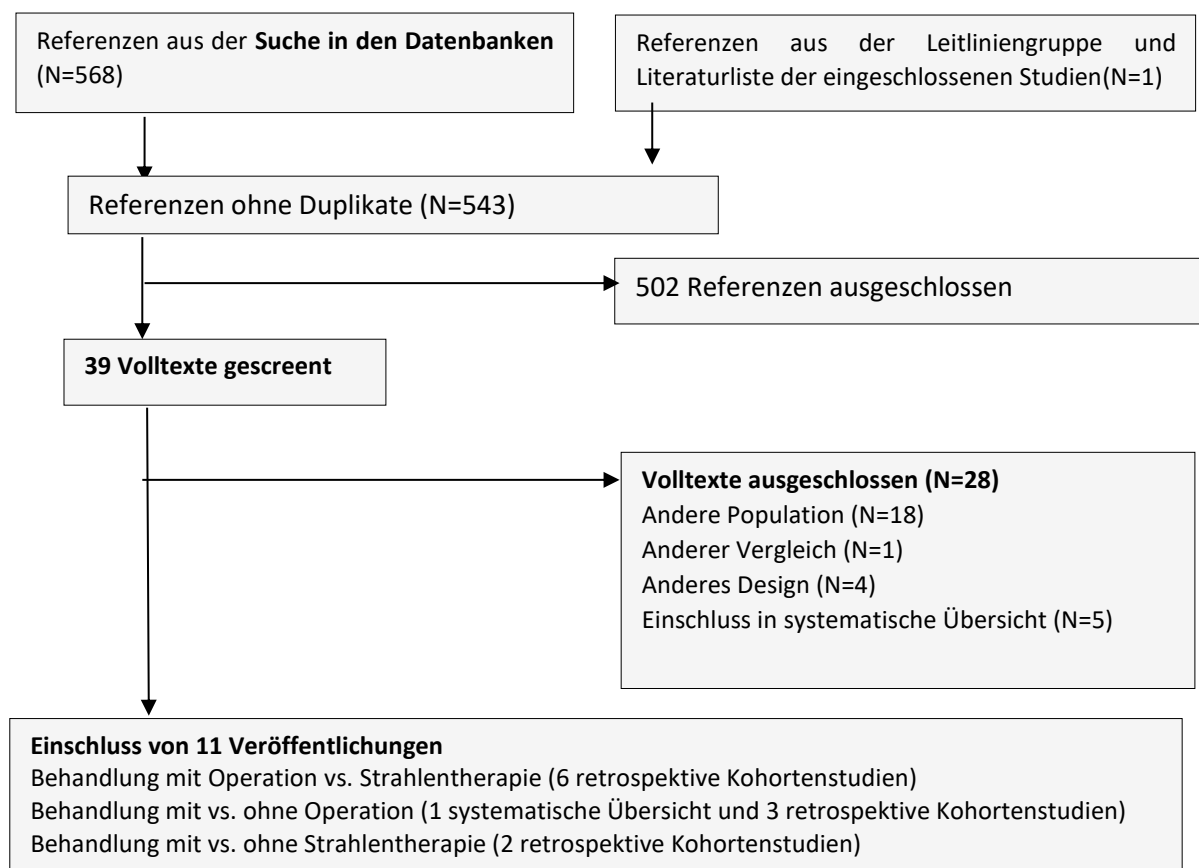 Referenzen aus der Suche in den Datenbanken
(N=568)
Referenzen aus der Leitliniengruppe und
Literaturliste der eingeschlossenen Studien(N=1)
Referenzen ohne Duplikate (N=543)
502 Referenzen ausgeschlossen
39 Volltexte gescreent
Volltexte ausgeschlossen (N=28)
Andere Population (N=18)
Anderer Vergleich (N=1)
Anderes Design (N=4)
Einschluss in systematische Übersicht (N=5)
Einschluss von 11 Veröffentlichungen
Behandlung mit Operation vs. Strahlentherapie (6 retrospektive Kohortenstudien)
Behandlung mit vs. ohne Operation (1 systematische Übersicht und 3 retrospektive Kohortenstudien)
Behandlung mit vs. ohne Strahlentherapie (2 retrospektive Kohortenstudien)